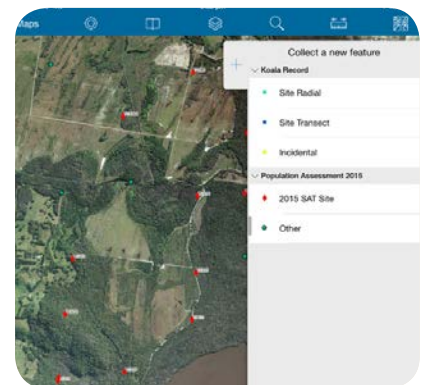 Maps
Collect a new feature
Koala Record
Site Radial
Site Transect
Incidental
Population Assessment 2015
2015 SAT Site
Other